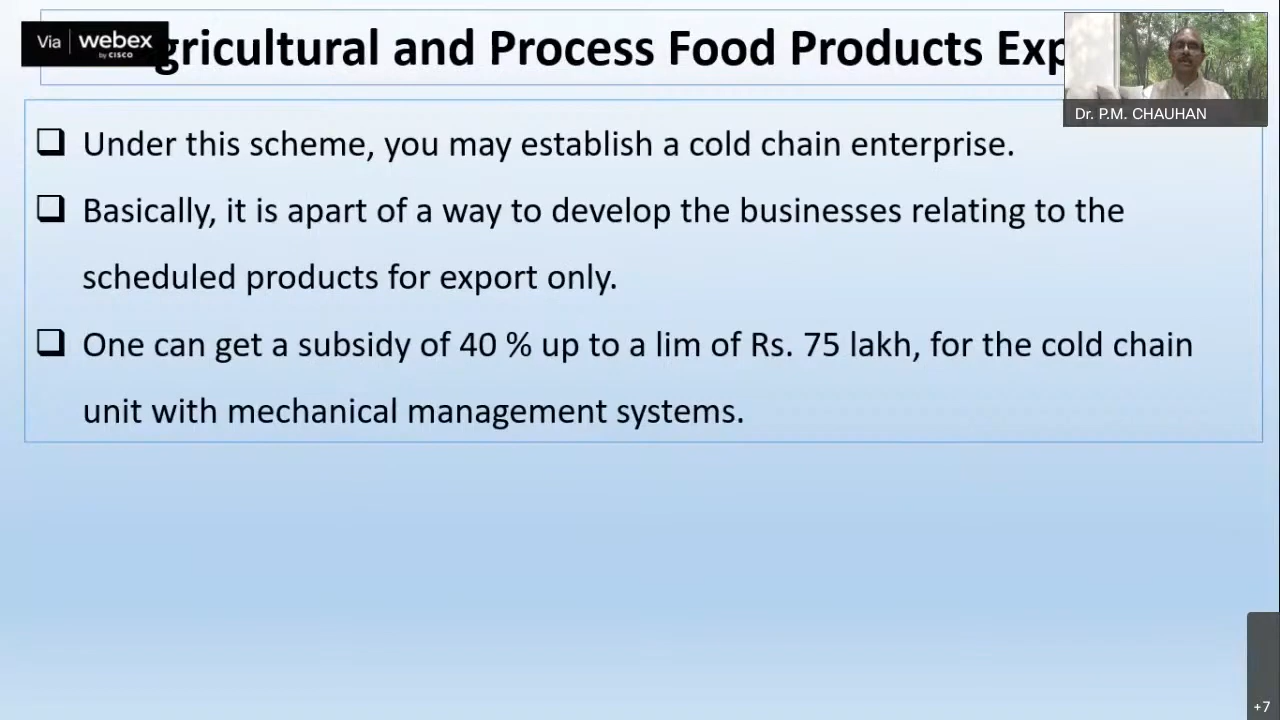 Via webex
by CISCO
gricultural and Process Food Products Exp
Dr. P.M. CHAUHAN
Under this scheme, you may establish a cold chain enterprise.
Basically, it is apart of a way to develop the businesses relating to the
scheduled products for export only.
One can get a subsidy of 40 % up to a lim of Rs. 75 lakh, for the cold chain
unit with mechanical management systems.
+7